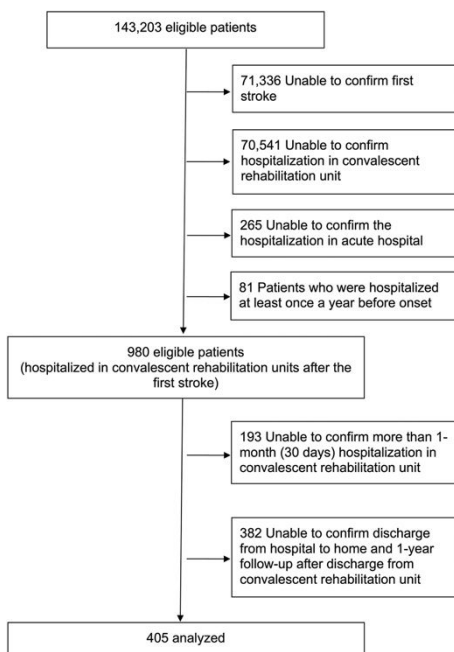 143,203 eligible patients
71,336 Unable to confirm first
stroke
70,541 Unable to confirm
hospitalization in convalescent
rehabilitation unit
265 Unable to confirm the
hospitalization in acute hospital
81 Patients who were hospitalized
at least once a year before onset
980 eligible patients
(hospitalized in convalescent rehabilitation units after the
first stroke)
193 Unable to confirm more than 1-
month (30 days) hospitalization in
convalescent rehabilitation unit
382 Unable to confirm discharge
from hospital to home and 1-year
follow-up after discharge from
convalescent rehabilitation unit
405 analyzed